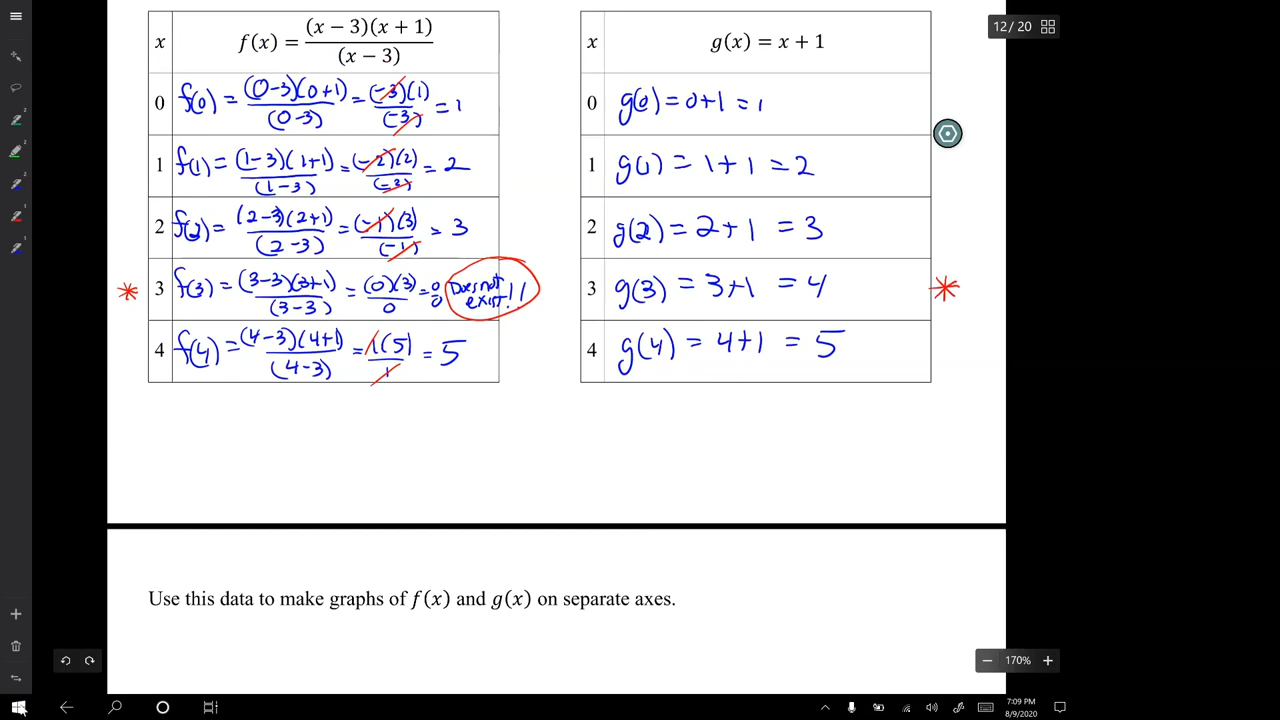 12 / 20
x f(x) = (x − 3)(x + 1) / (x − 3)
0 f(0) = (0-3)(0+1) / (0-3) = (-3)(1) / (-3) = 1
1 f(1) = (1-3)(1+1) / (1-3) = (-2)(2) / (-2) = 2
2 f(2) = (2-3)(2+1) / (2-3) = (-1)(3) / (-1) = 3
* 3 f(3) = (3-3)(3+1) / (3-3) = (0)(3) / 0 = 0/0 Does not exist!!
4 f(4) = (4-3)(4+1) / (4-3) = 1(5) / 1 = 5
x g(x) = x + 1
0 g(0) = 0+1 = 1
1 g(1) = 1+1 = 2
2 g(2) = 2+1 = 3
3 g(3) = 3+1 = 4 *
4 g(4) = 4+1 = 5
Use this data to make graphs of f(x) and g(x) on separate axes.
170%
7:09 PM
8/9/2020